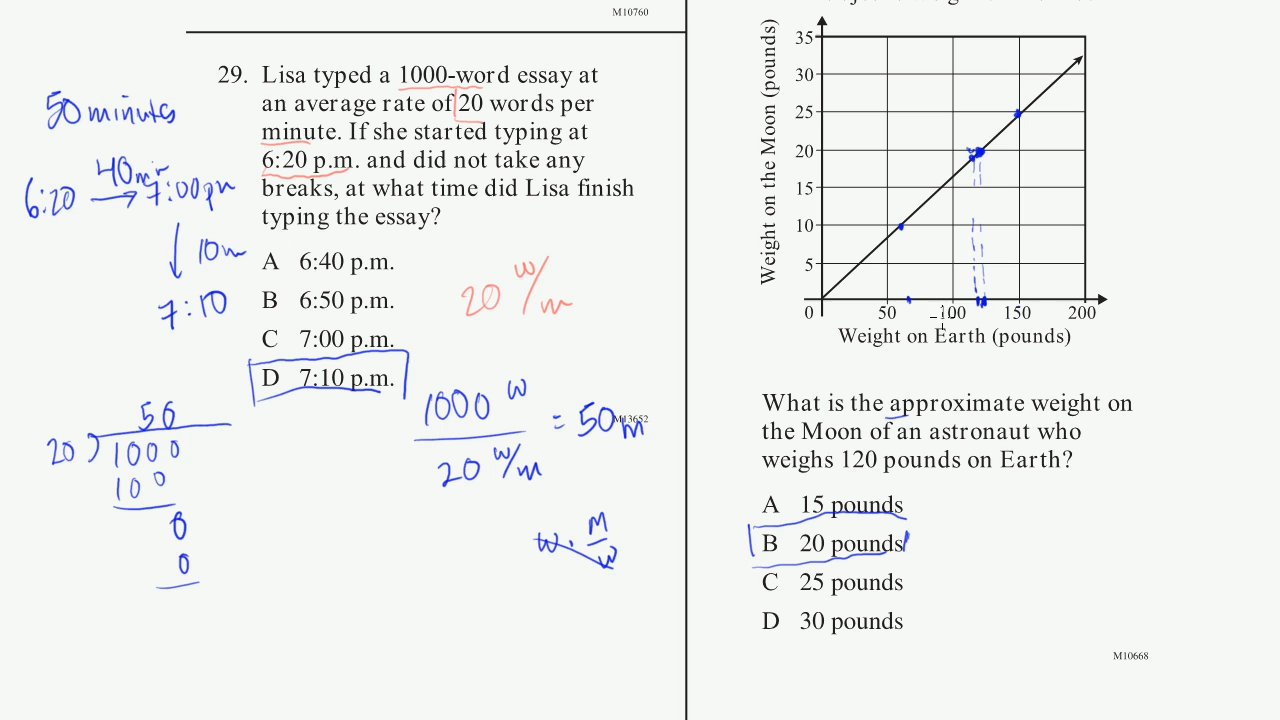 M10760
29. Lisa typed a 1000-word essay at
an average rate of 20 words per
minute. If she started typing at
6:20 p.m. and did not take any
breaks, at what time did Lisa finish
typing the essay?
A 6:40 p.m.
B 6:50 p.m.
C 7:00 p.m.
D 7:10 p.m.
M13652
50 minutes
40min
6:20 → 7:00pm
10m
7:10
20 w/m
50
20 ) 1000
100
0
0
1000 w
= 50m
20 w/m
w . M
w
Weight on the Moon (pounds)
35
30
25
20
15
10
5
0 50 100 150 200
Weight on Earth (pounds)
What is the approximate weight on
the Moon of an astronaut who
weighs 120 pounds on Earth?
A 15 pounds
B 20 pounds
C 25 pounds
D 30 pounds
M10668